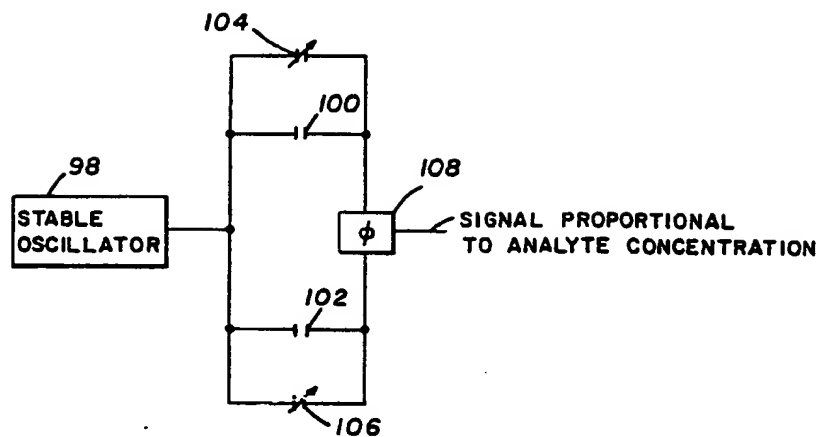 104
100
98
108
STABLE
OSCILLATOR
ϕ
SIGNAL PROPORTIONAL
TO ANALYTE CONCENTRATION
102
106